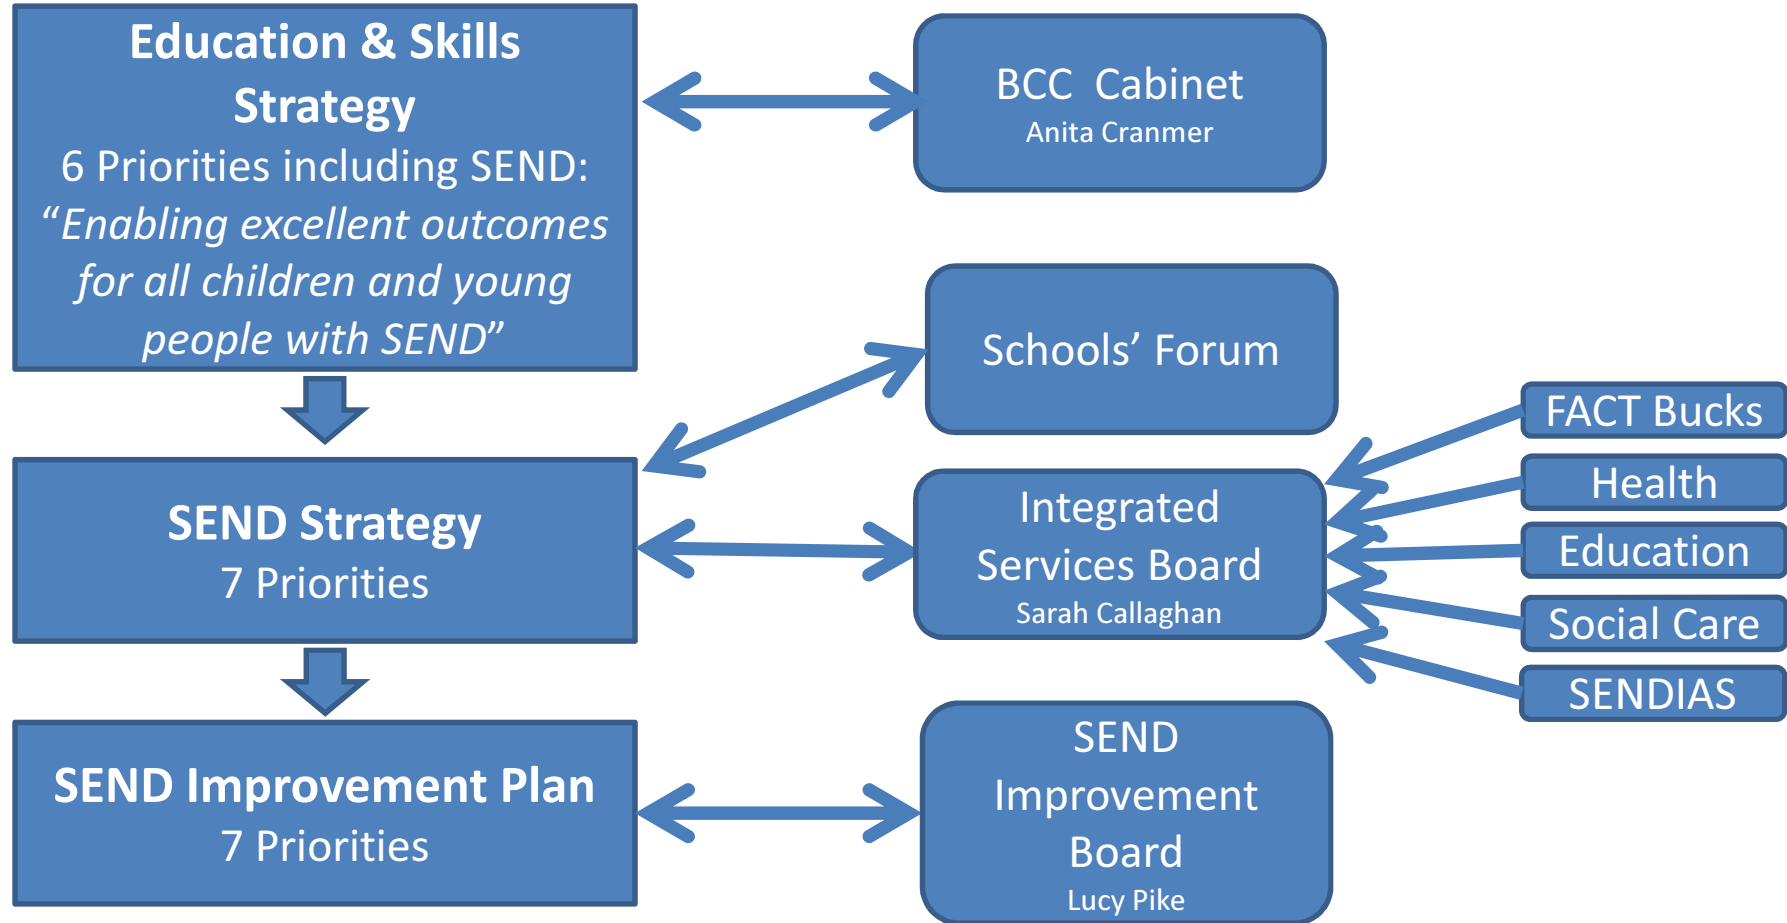 Education & Skills
Strategy
6 Priorities including SEND:
“Enabling excellent outcomes
for all children and young
people with SEND”
BCC  Cabinet
Anita Cranmer
Schools’ Forum
SEND Strategy
7 Priorities
Integrated
Services Board
Sarah Callaghan
FACT Bucks
Health
Education
Social Care
SENDIAS
SEND Improvement Plan
7 Priorities
SEND
Improvement
Board
Lucy Pike